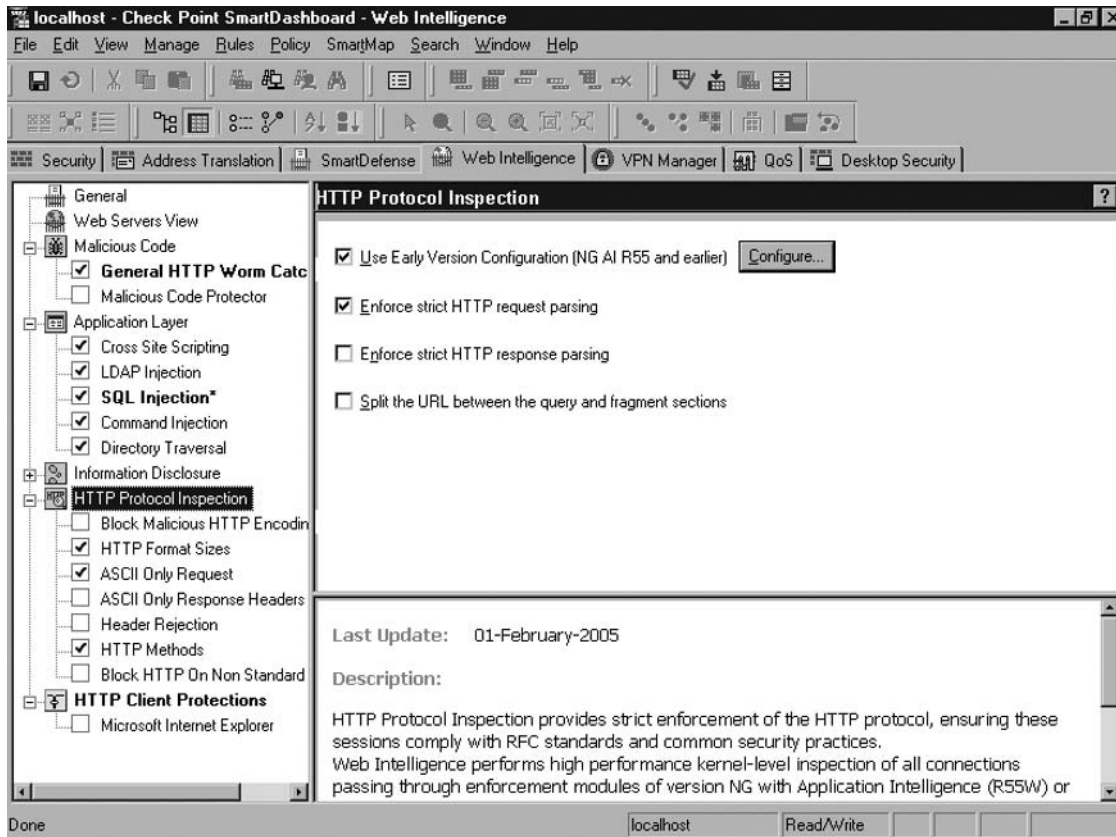 localhost - Check Point SmartDashboard - Web Intelligence
File Edit View Manage Rules Policy SmartMap Search Window Help
Security Address Translation SmartDefense Web Intelligence VPN Manager QoS Desktop Security
General
Web Servers View
Malicious Code
General HTTP Worm Catc
Malicious Code Protector
Application Layer
Cross Site Scripting
LDAP Injection
SQL Injection*
Command Injection
Directory Traversal
Information Disclosure
HTTP Protocol Inspection
Block Malicious HTTP Encodin
HTTP Format Sizes
ASCII Only Request
ASCII Only Response Headers
Header Rejection
HTTP Methods
Block HTTP On Non Standard
HTTP Client Protections
Microsoft Internet Explorer
HTTP Protocol Inspection
Use Early Version Configuration (NG AI R55 and earlier) Configure...
Enforce strict HTTP request parsing
Enforce strict HTTP response parsing
Split the URL between the query and fragment sections
Last Update: 01-February-2005
Description:
HTTP Protocol Inspection provides strict enforcement of the HTTP protocol, ensuring these
sessions comply with RFC standards and common security practices.
Web Intelligence performs high performance kernel-level inspection of all connections
passing through enforcement modules of version NG with Application Intelligence (R55W) or
Done localhost Read/Write